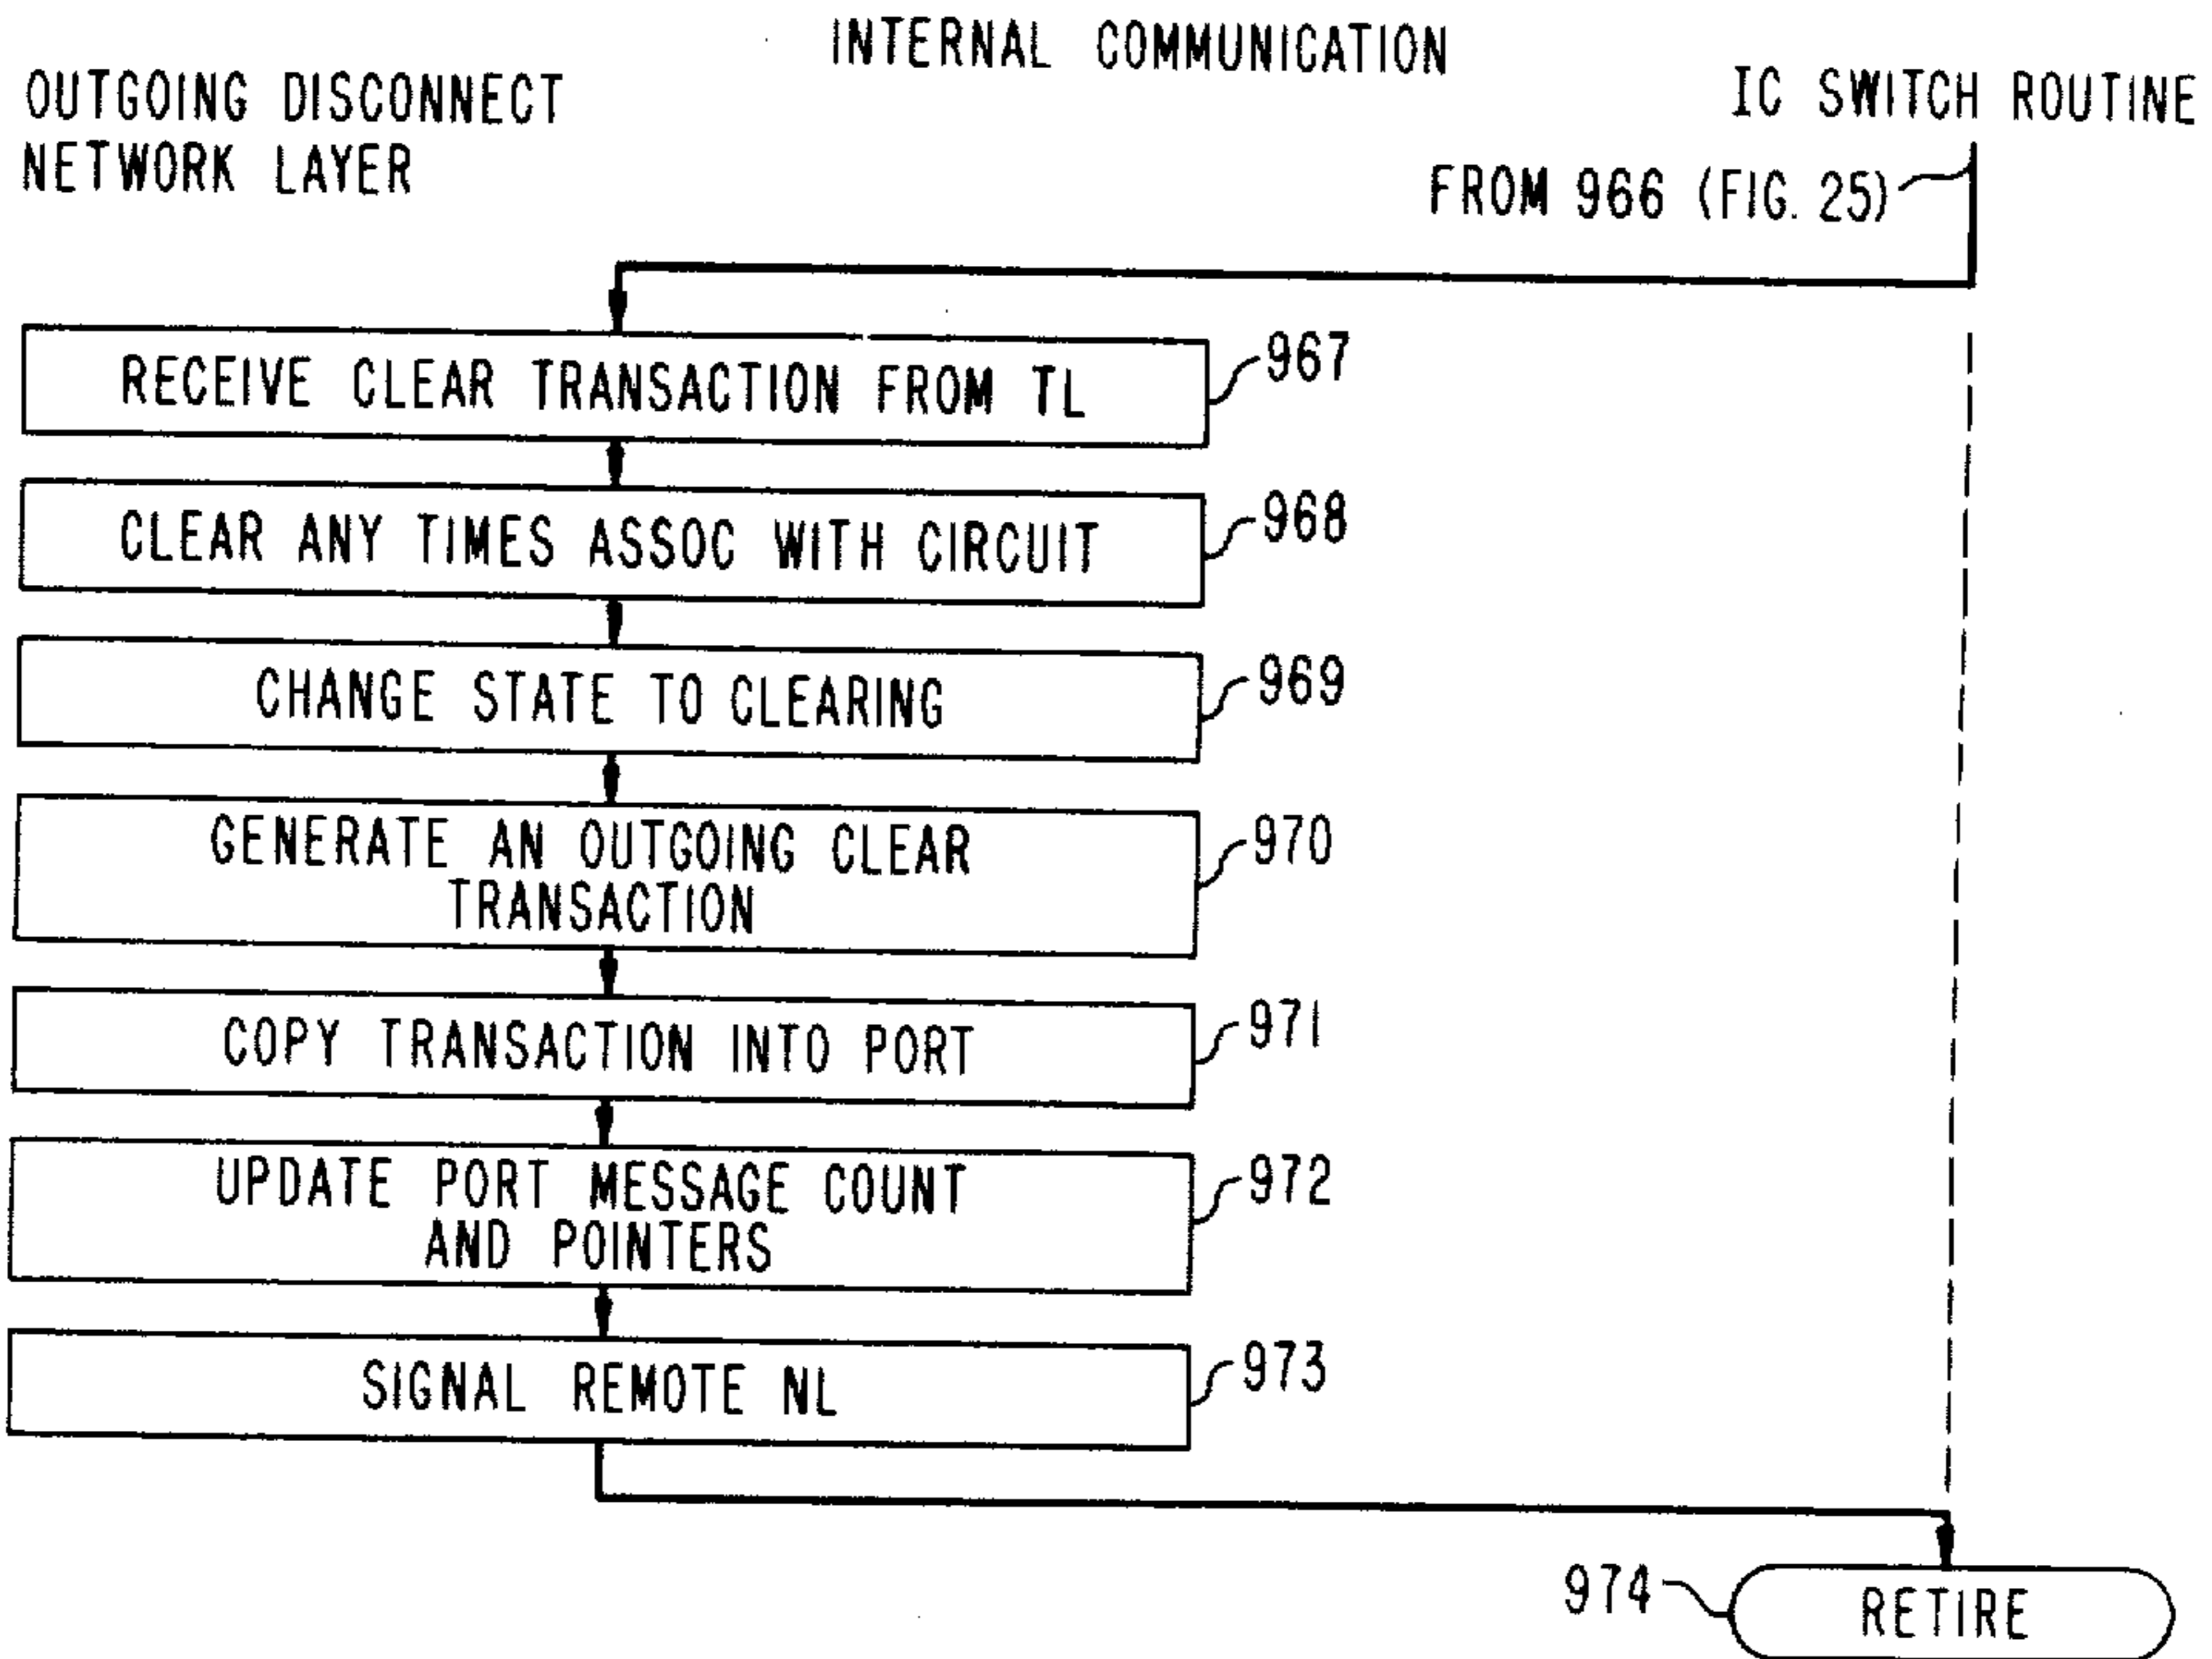 INTERNAL COMMUNICATION
OUTGOING DISCONNECT
NETWORK LAYER
IC SWITCH ROUTINE
FROM 966 (FIG. 25)
RECEIVE CLEAR TRANSACTION FROM TL
967
CLEAR ANY TIMES ASSOC WITH CIRCUIT
968
CHANGE STATE TO CLEARING
969
GENERATE AN OUTGOING CLEAR
TRANSACTION
970
COPY TRANSACTION INTO PORT
971
UPDATE PORT MESSAGE COUNT
AND POINTERS
972
SIGNAL REMOTE NL
973
974
RETIRE